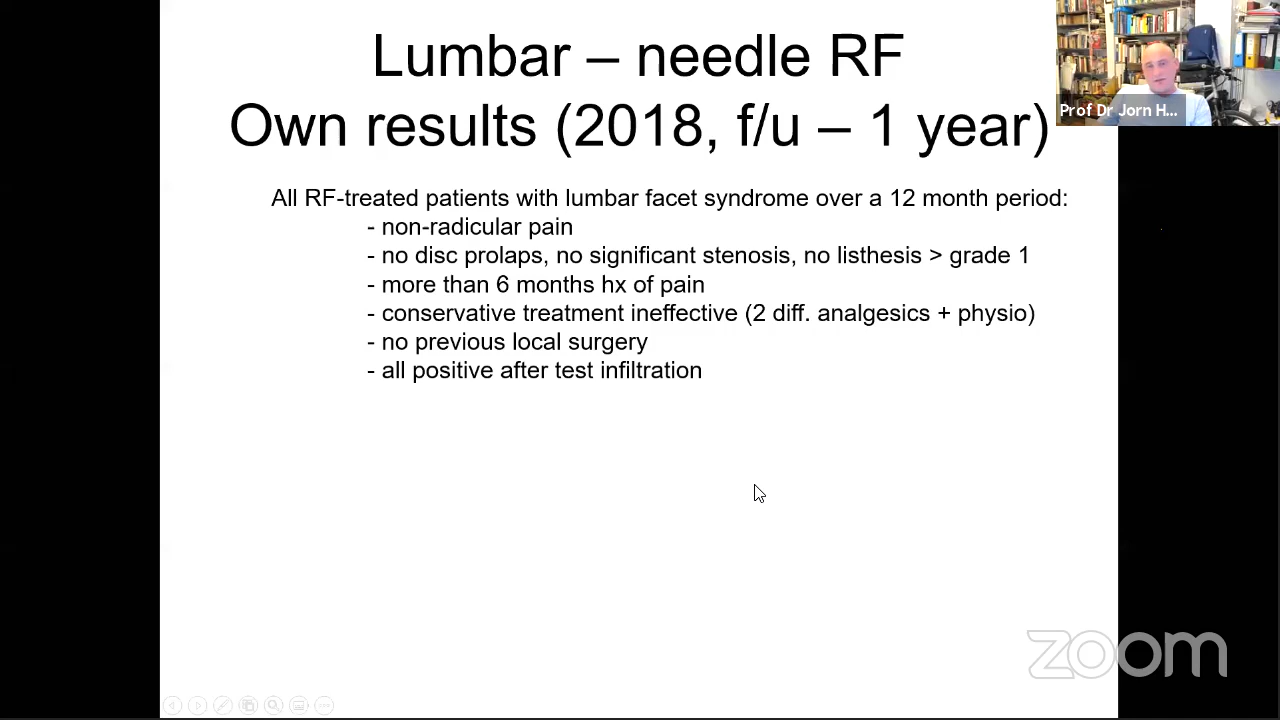 Lumbar – needle RF
Own results (2018, f/u – 1 year)
Prof Dr Jorn H...
All RF-treated patients with lumbar facet syndrome over a 12 month period:
- non-radicular pain
- no disc prolaps, no significant stenosis, no listhesis > grade 1
- more than 6 months hx of pain
- conservative treatment ineffective (2 diff. analgesics + physio)
- no previous local surgery
- all positive after test infiltration
zoom